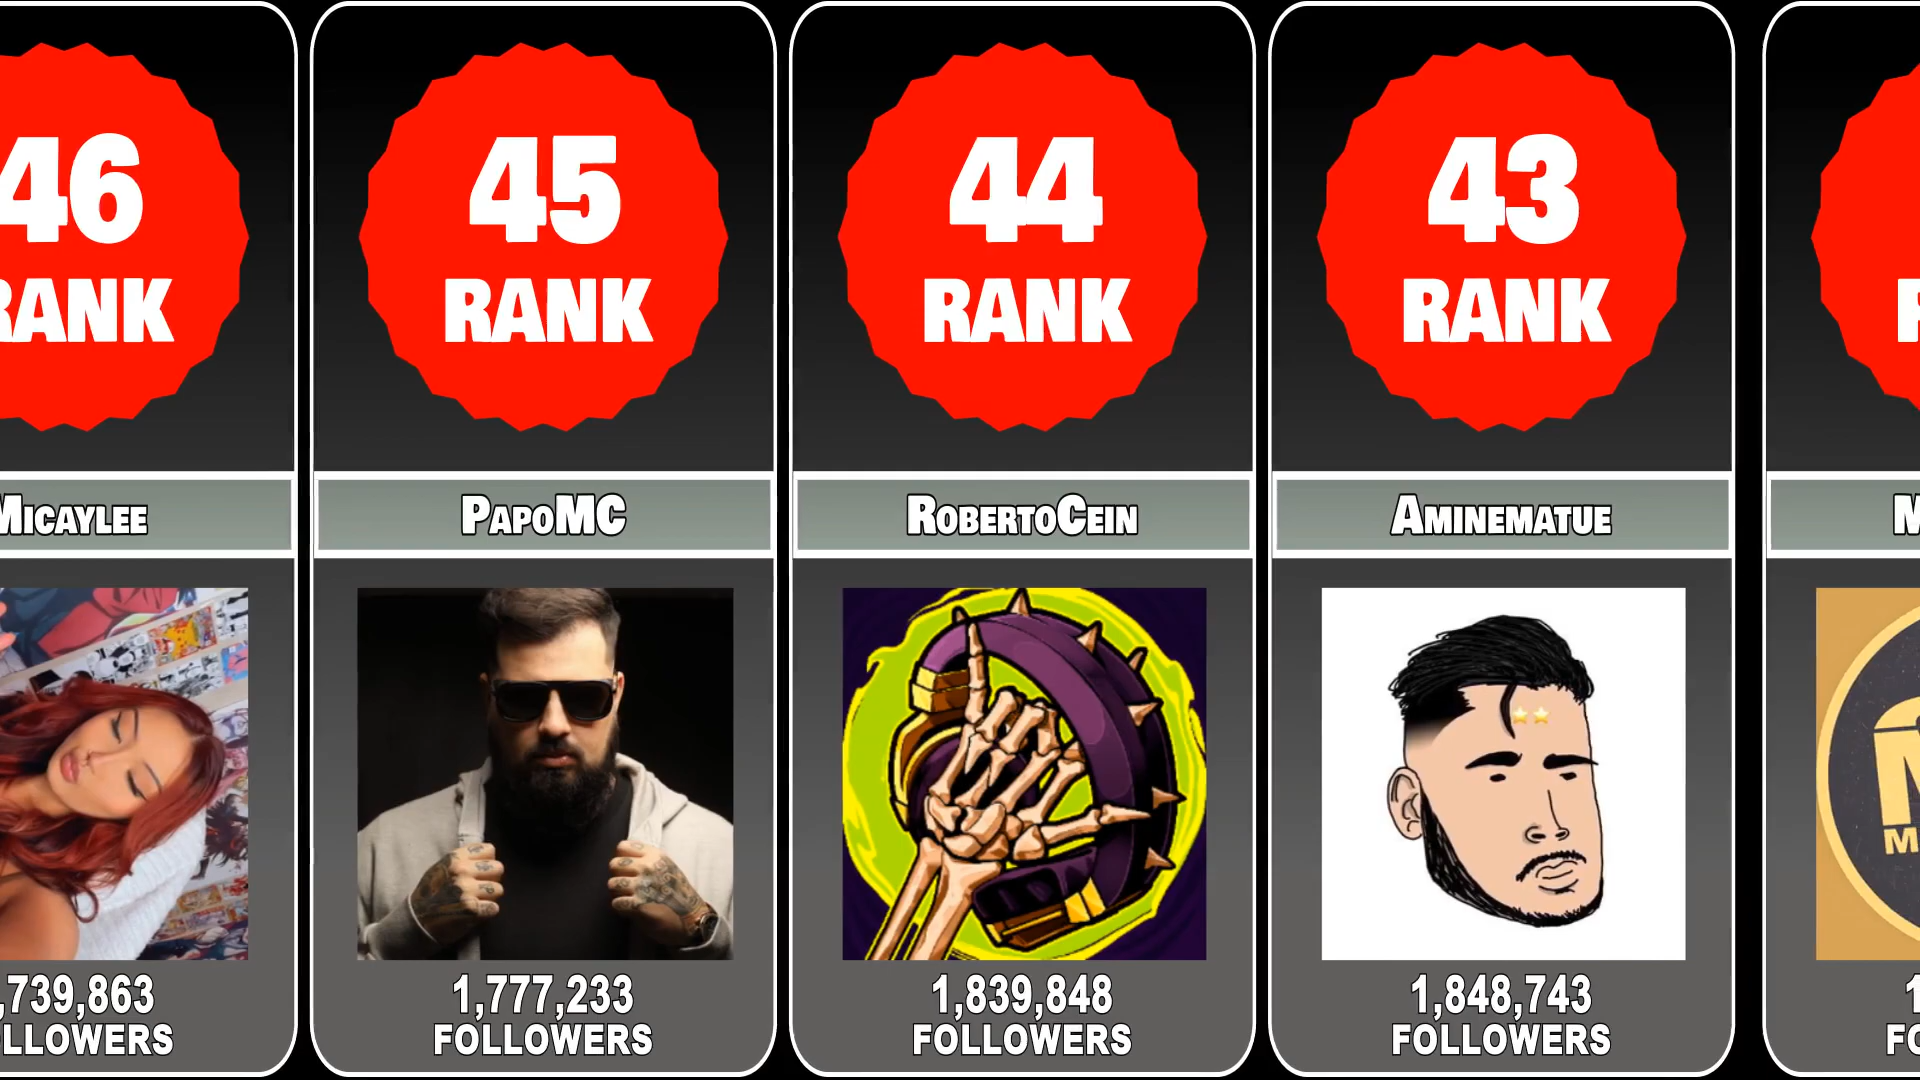 46
RANK
MICAYLEE
,739,863
LLOWERS
45
RANK
PAPOMC
1,777,233
FOLLOWERS
44
RANK
ROBERTOCEIN
1,839,848
FOLLOWERS
43
RANK
AMINEMATUE
1,848,743
FOLLOWERS